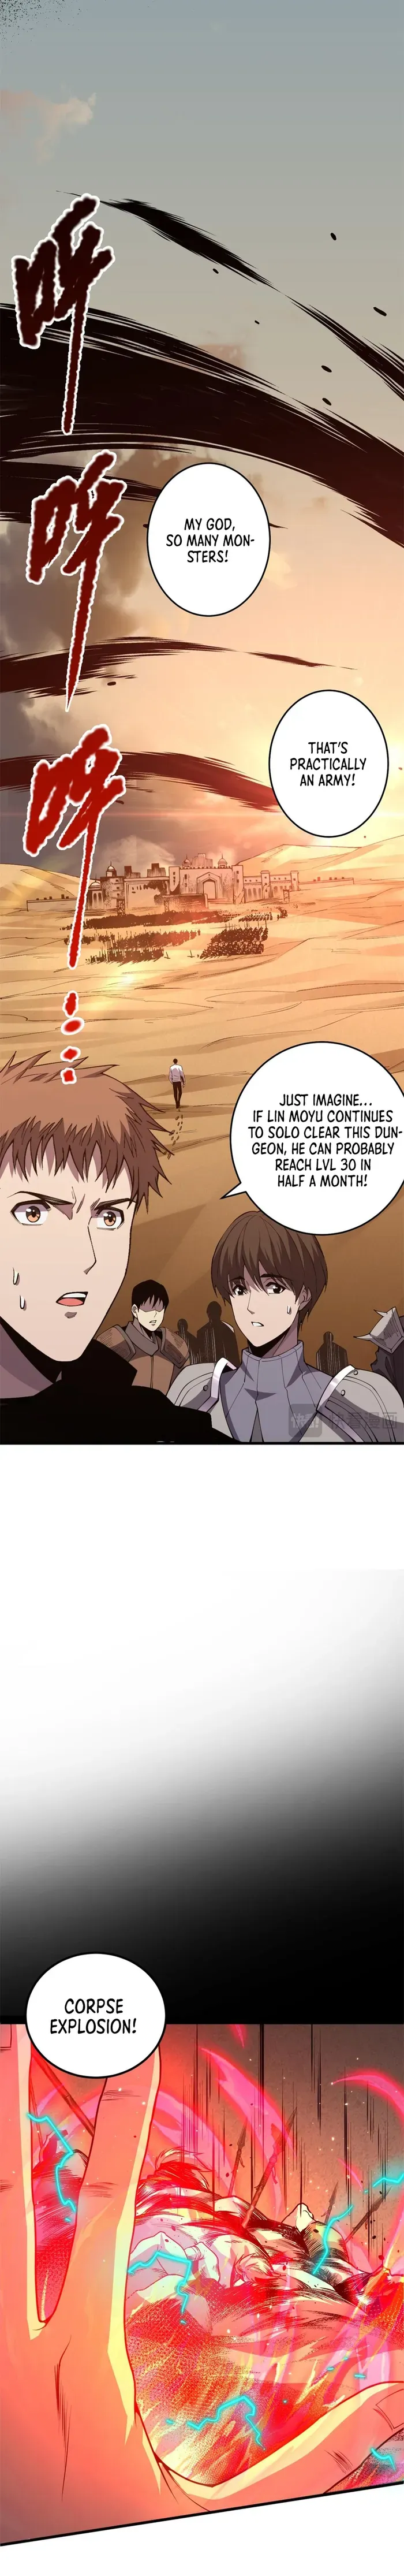 呼
呼
呼
MY GOD,
SO MANY MON-
STERS!
THAT'S
PRACTICALLY
AN ARMY!
JUST IMAGINE...
IF LIN MOYU CONTINUES
TO SOLO CLEAR THIS DUN-
GEON, HE CAN PROBABLY
REACH LVL 30 IN
HALF A MONTH!
CORPSE
EXPLOSION!